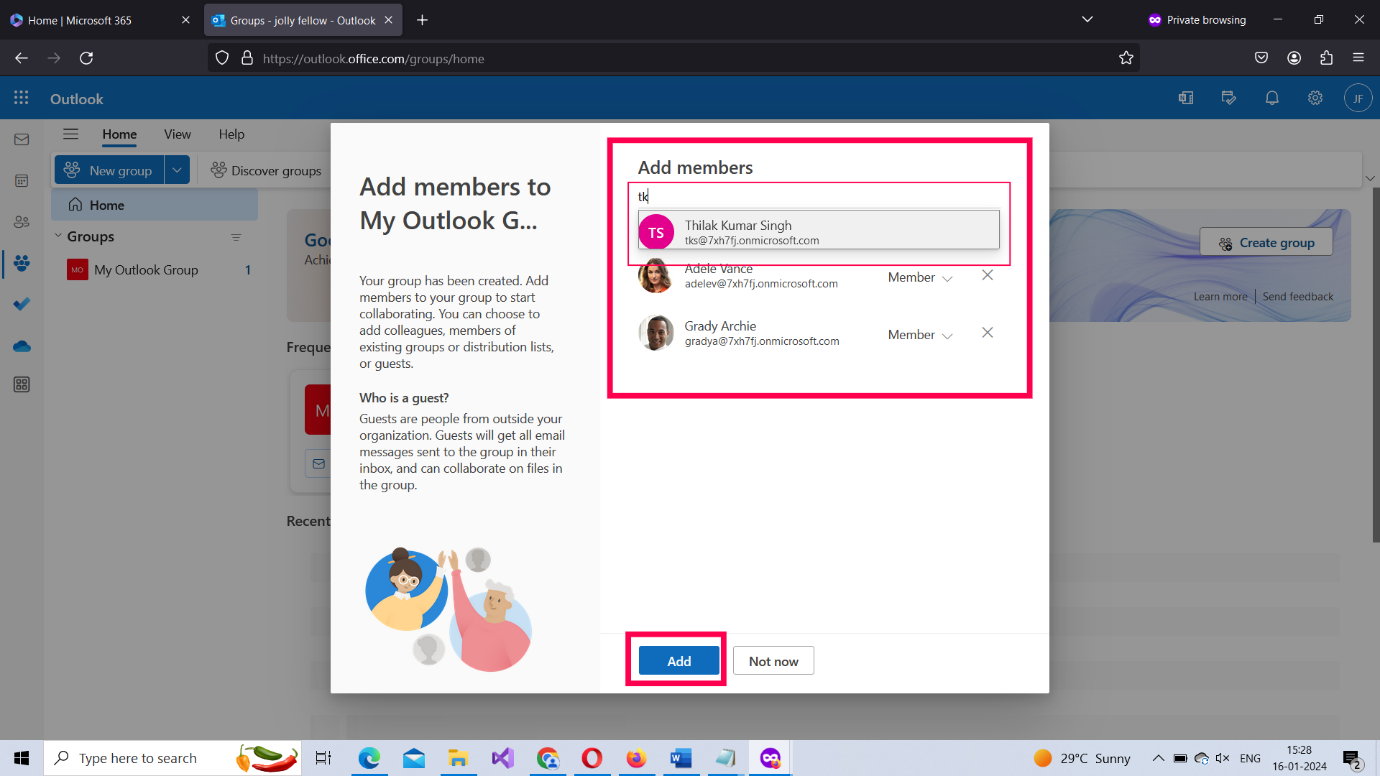 Home | Microsoft 365
Groups - jolly fellow - Outlook
Private browsing
https://outlook.office.com/groups/home
Outlook
JF
Home View Help
New group
Discover groups
Home
Groups
MO My Outlook Group 1
Goo
Achie
Create group
Learn more | Send feedback
Freque
M
Recent
Add members to
My Outlook G...
Your group has been created. Add
members to your group to start
collaborating. You can choose to
add colleagues, members of
existing groups or distribution lists,
or guests.
Who is a guest?
Guests are people from outside your
organization. Guests will get all email
messages sent to the group in their
inbox, and can collaborate on files in
the group.
Add members
tk
TS
Thilak Kumar Singh
tks@7xh7fj.onmicrosoft.com
Adele Vance
adelev@7xh7fj.onmicrosoft.com
Member
Grady Archie
gradya@7xh7fj.onmicrosoft.com
Member
Add
Not now
Type here to search
29°C Sunny
ENG
15:28
16-01-2024
2